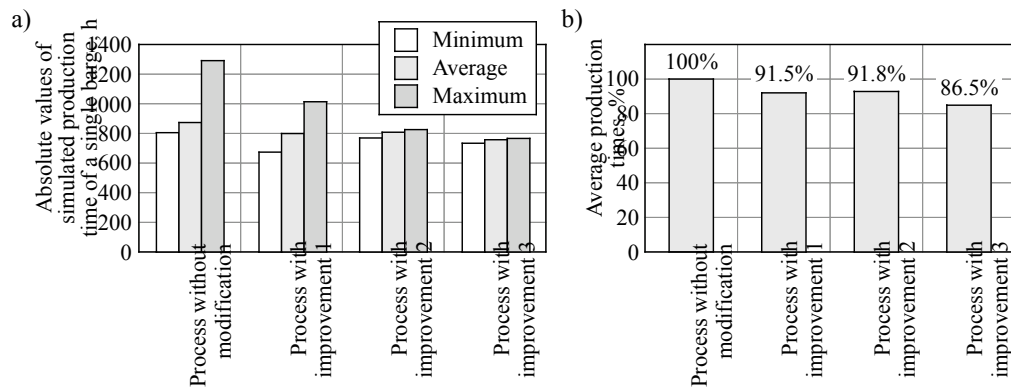 a)
Absolute values of
simulated production
time of a single barge, h
1400
1200
1000
800
600
400
200
0
Minimum
Average
Maximum
Process without
modification
Process with
improvement 1
Process with
improvement 2
Process with
improvement 3
b)
Average production
times, %
100
80
60
40
20
0
100%
91.5%
91.8%
86.5%
Process without
modification
Process with
improvement 1
Process with
improvement 2
Process with
improvement 3